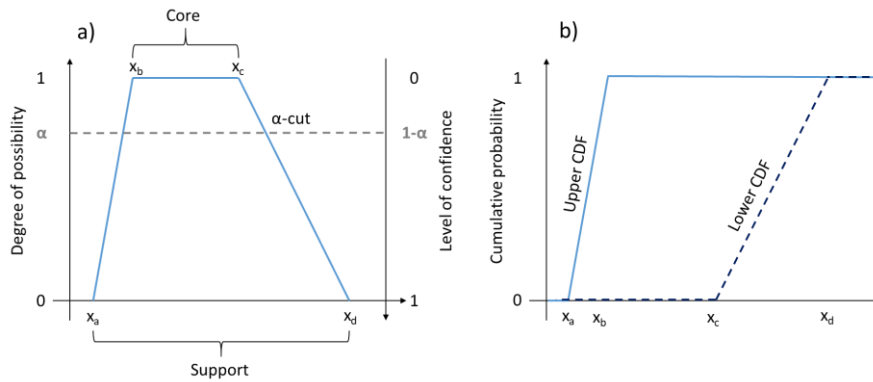 a)
Core
x_b
x_c
1
0
α
α-cut
1-α
Degree of possibility
Level of confidence
0
1
x_a
x_d
Support
b)
1
Cumulative probability
Upper CDF
Lower CDF
0
x_a
x_b
x_c
x_d